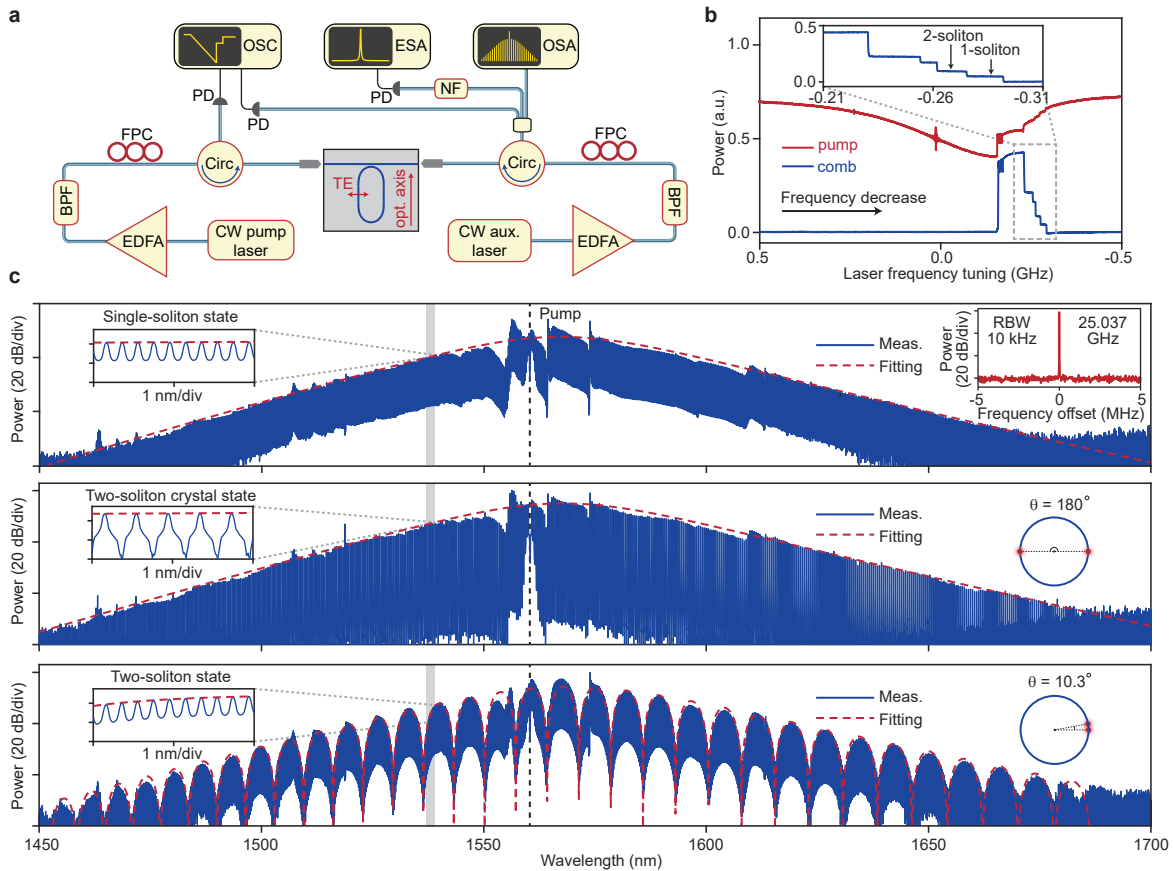 a
OSC
ESA
OSA
PD
PD
PD
NF
FPC
FPC
Circ
Circ
BPF
BPF
TE
opt. axis
EDFA
CW pump
laser
CW aux.
laser
EDFA
b
Power (a.u.)
1.0
0.5
0.0
0.5
0.0
2-soliton
1-soliton
-0.21
-0.26
-0.31
pump
comb
Frequency decrease
0.5
0.0
-0.5
Laser frequency tuning (GHz)
c
Power (20 dB/div)
Single-soliton state
1 nm/div
Pump
Meas.
Fitting
Power
(20 dB/div)
RBW
10 kHz
25.037
GHz
-5
0
5
Frequency offset (MHz)
Power (20 dB/div)
Two-soliton crystal state
1 nm/div
Meas.
Fitting
θ = 180°
Power (20 dB/div)
Two-soliton state
1 nm/div
Meas.
Fitting
θ = 10.3°
1450
1500
1550
1600
1650
1700
Wavelength (nm)